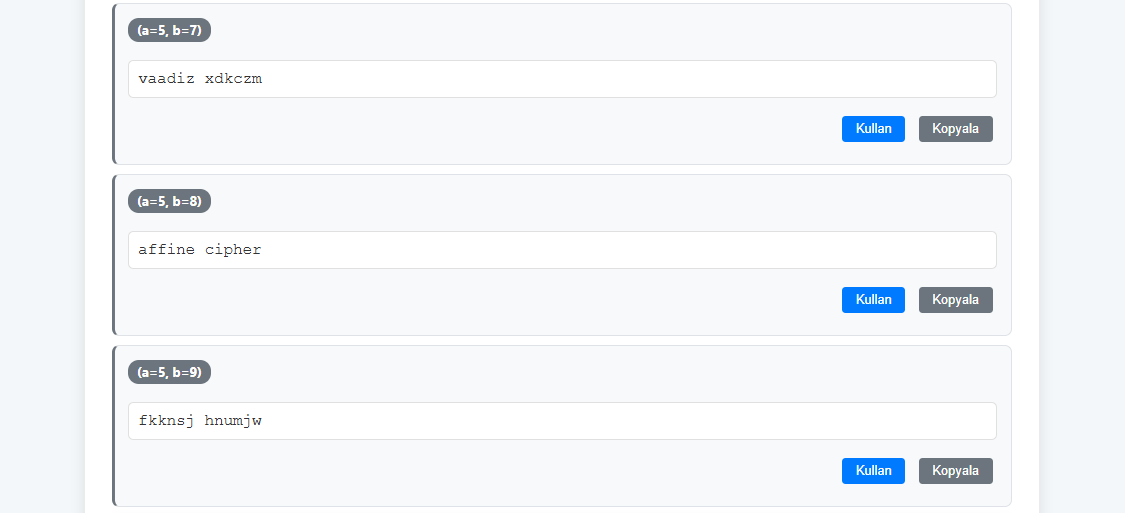 (a=5, b=7)
vaadiz xdkczm
Kullan Kopyala
(a=5, b=8)
affine cipher
Kullan Kopyala
(a=5, b=9)
fkknsj hnumjw
Kullan Kopyala